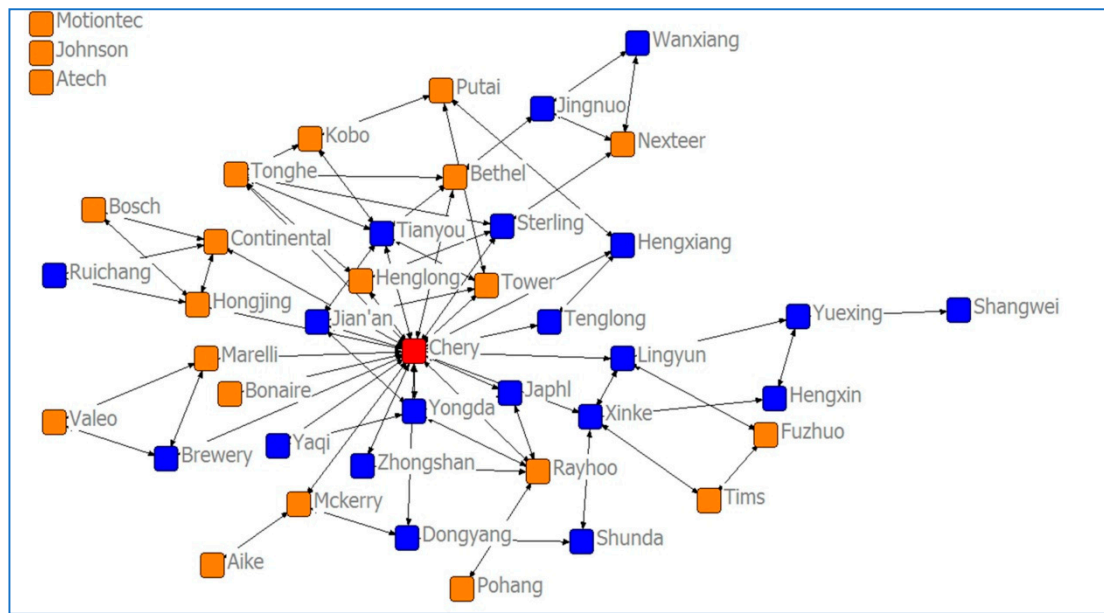 Motiontec
Johnson
Atech
Wanxiang
Putai
Jingnuo
Kobo
Nexteer
Tonghe
Bethel
Bosch
Continental
Tianyou
Sterling
Hengxiang
Ruichang
Henglong
Tower
Hongjing
Jian'an
Tenglong
Yuexing
Shangwei
Marelli
Chery
Lingyun
Bonaire
Japhl
Hengxin
Valeo
Yongda
Xinke
Fuzhuo
Brewery
Yaqi
Zhongshan
Rayhoo
Mckerry
Tims
Dongyang
Shunda
Aike
Pohang